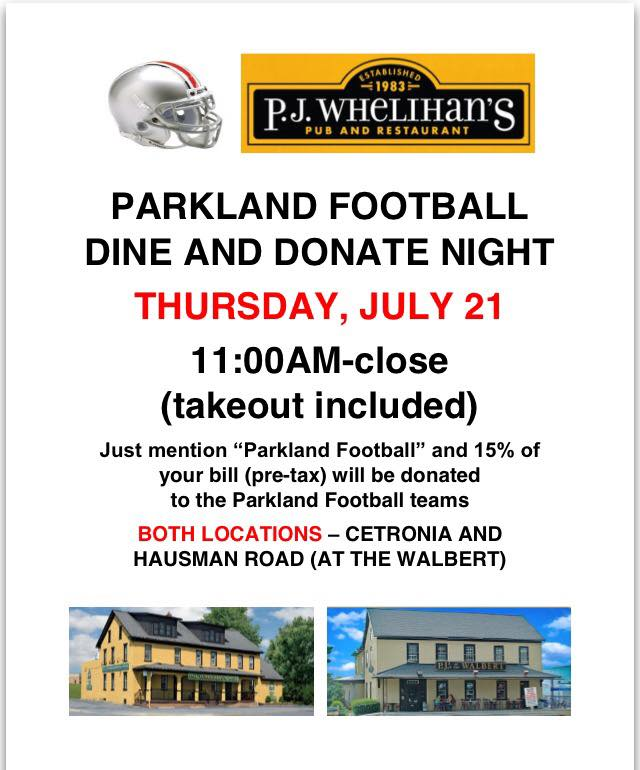 ESTABLISHED
1983
P.J. WHELIHAN'S
PUB AND RESTAURANT
PARKLAND FOOTBALL
DINE AND DONATE NIGHT
THURSDAY, JULY 21
11:00AM-close
(takeout included)
Just mention “Parkland Football” and 15% of
your bill (pre-tax) will be donated
to the Parkland Football teams
BOTH LOCATIONS – CETRONIA AND
HAUSMAN ROAD (AT THE WALBERT)
WALBERT